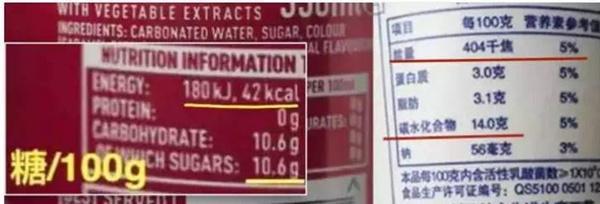 WITH VEGETABLE EXTRACTS
INGREDIENTS: CARBONATED WATER, SUGAR, COLOUR
NUTRITION INFORMATION
ENERGY: 180 kJ, 42 kcal
PROTEIN: 0 g
CARBOHYDRATE: 10.6 g
OF WHICH SUGARS: 10.6 g
糖/100g
PER 100ml
项目 每100克 营养素参考值
能量 404千焦 5%
蛋白质 3.0克 5%
脂肪 3.1克 5%
碳水化合物 14.0克 5%
钠 56毫克 3%
本品每100克内含活性乳酸菌数≥1X10
食品生产许可证编号：QS5100 0501 12